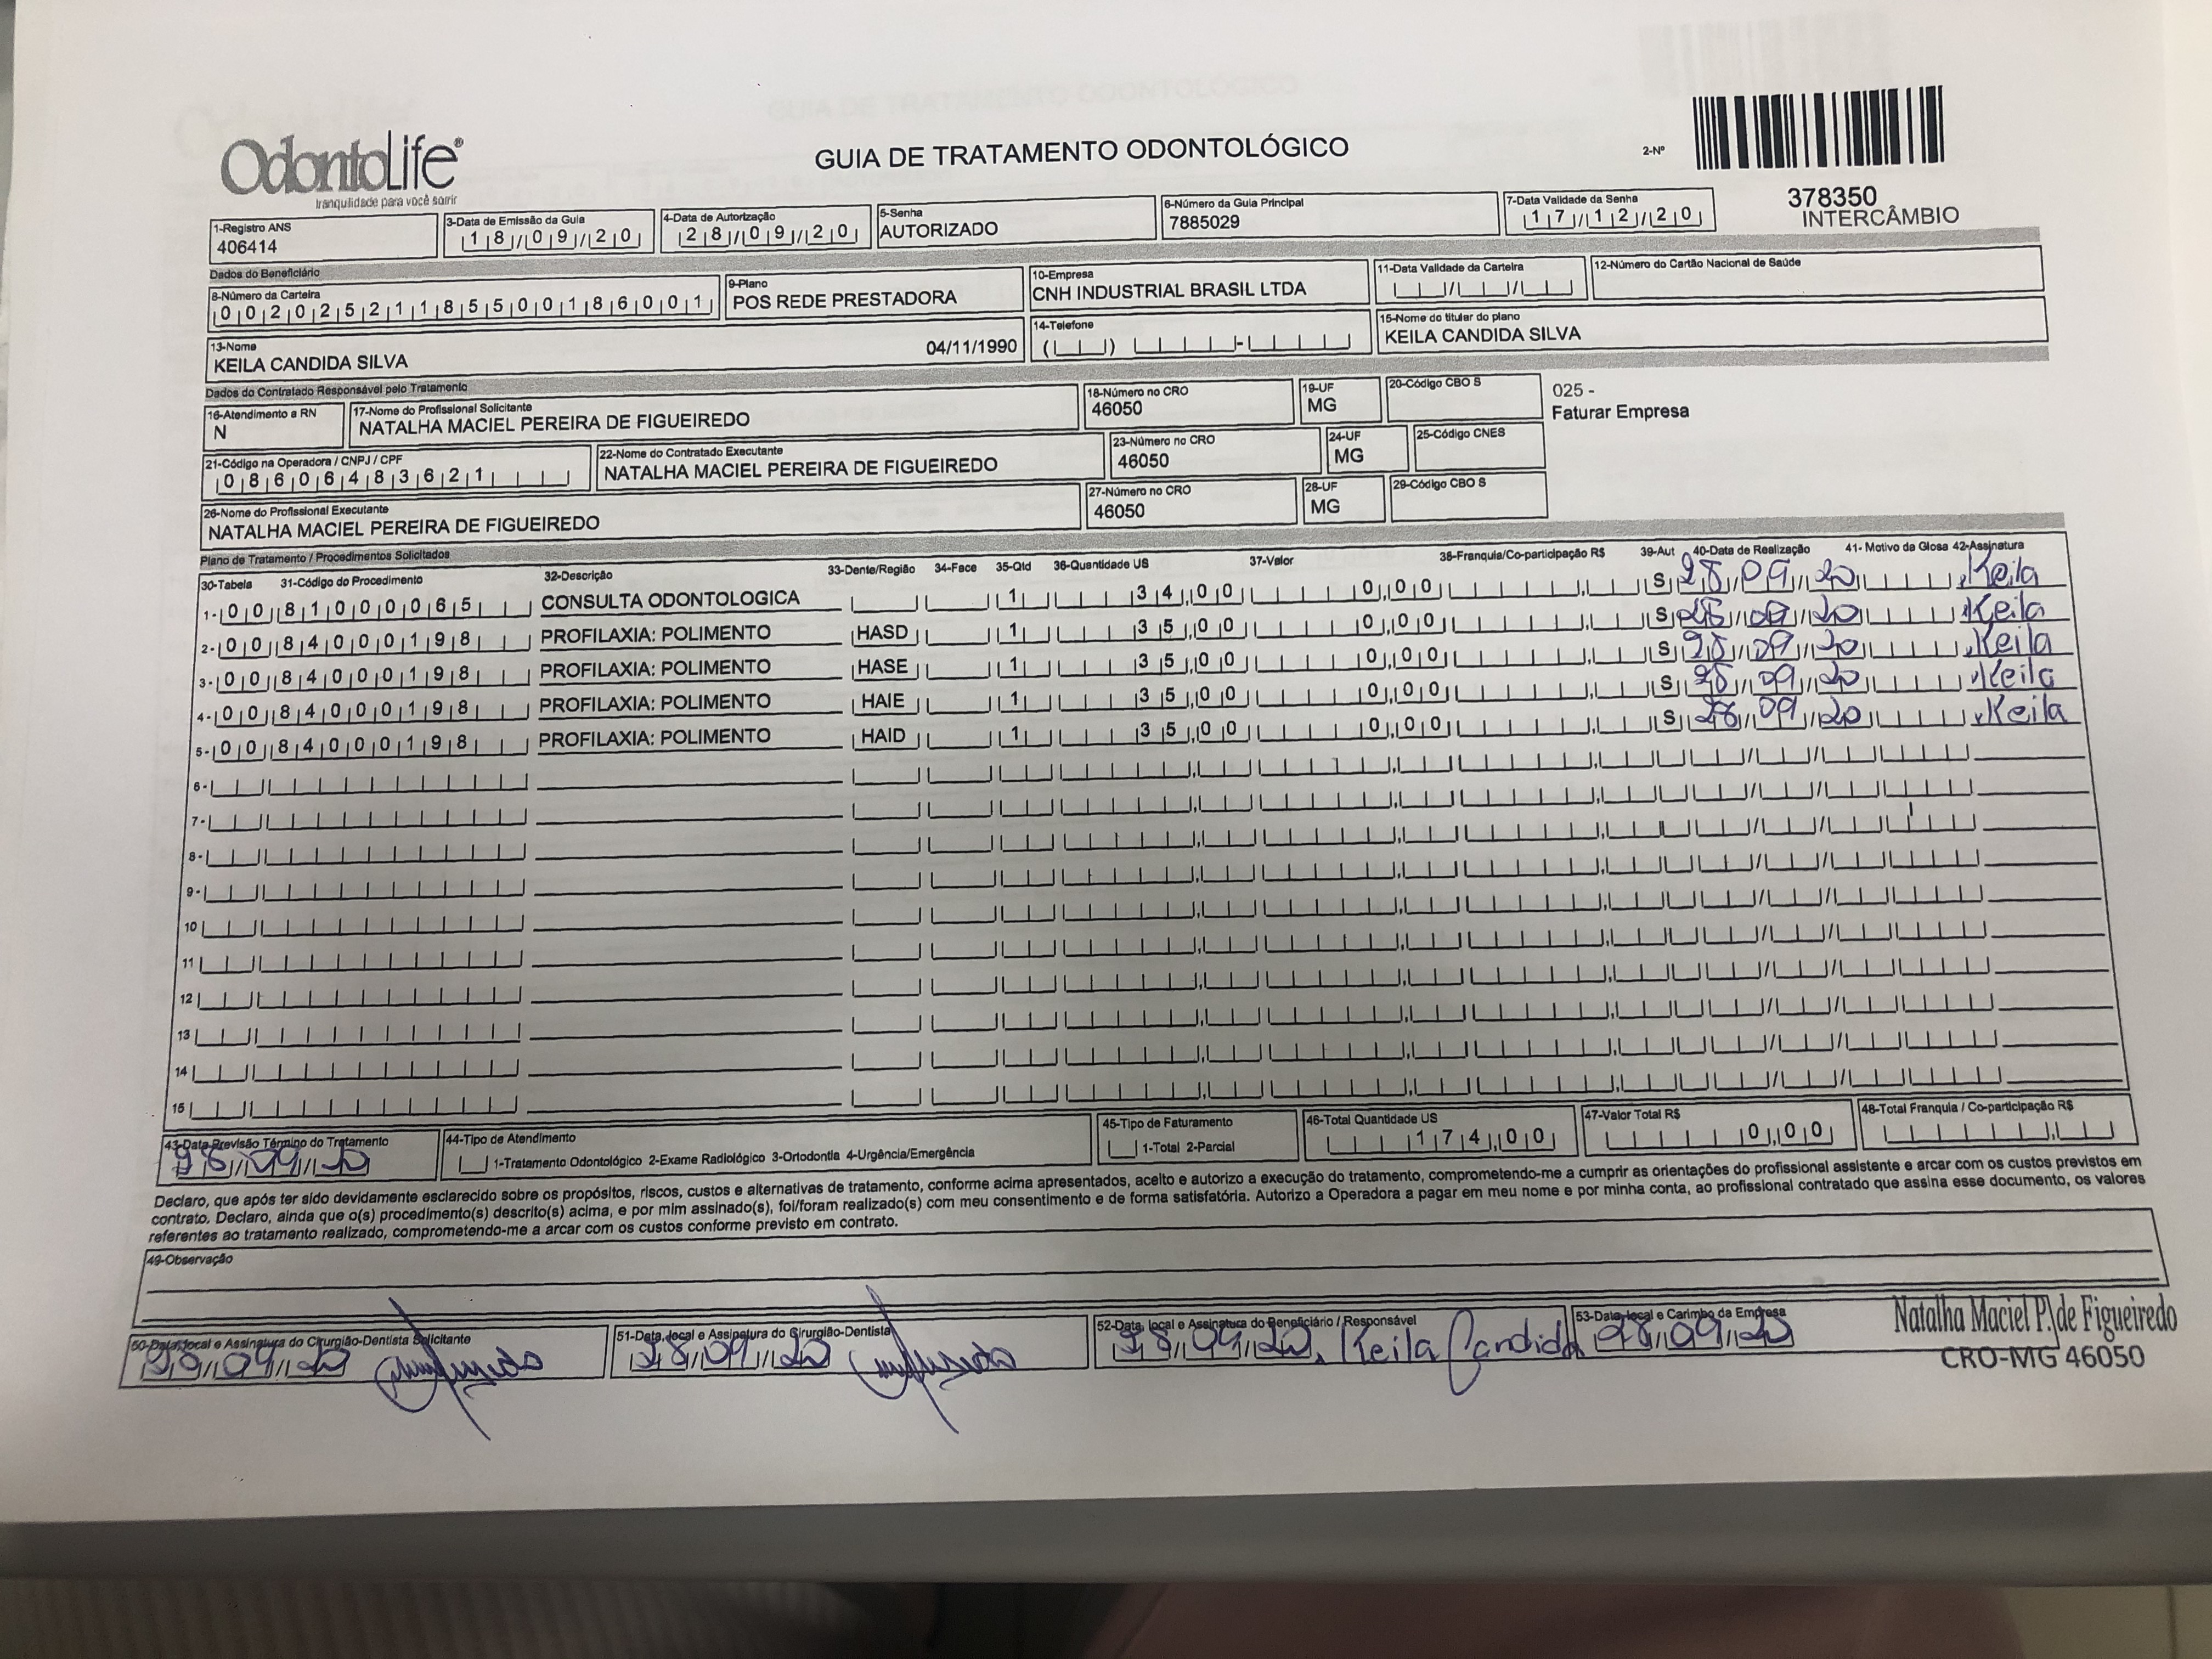 OdontoLife®
tranquilidade para você sorrir
GUIA DE TRATAMENTO ODONTOLÓGICO
2-Nº
378350
INTERCÂMBIO
1-Registro ANS
406414
3-Data de Emissão da Guia
18/09/20
4-Data de Autorização
28/09/20
5-Senha
AUTORIZADO
6-Número da Guia Principal
7885029
7-Data Validade da Senha
17/12/20
Dados do Beneficiário
8-Número da Carteira
00202521185500186001
9-Plano
POS REDE PRESTADORA
10-Empresa
CNH INDUSTRIAL BRASIL LTDA
11-Data Validade da Carteira
12-Número do Cartão Nacional de Saúde
13-Nome
KEILA CANDIDA SILVA 04/11/1990
14-Telefone
15-Nome do titular do plano
KEILA CANDIDA SILVA
Dados do Contratado Responsável pelo Tratamento
16-Atendimento a RN
N
17-Nome do Profissional Solicitante
NATALHA MACIEL PEREIRA DE FIGUEIREDO
18-Número no CRO
46050
19-UF
MG
20-Código CBO S
025 -
Faturar Empresa
21-Código na Operadora / CNPJ / CPF
08606483621
22-Nome do Contratado Executante
NATALHA MACIEL PEREIRA DE FIGUEIREDO
23-Número no CRO
46050
24-UF
MG
25-Código CNES
26-Nome do Profissional Executante
NATALHA MACIEL PEREIRA DE FIGUEIREDO
27-Número no CRO
46050
28-UF
MG
29-Código CBO S
Plano de Tratamento / Procedimentos Solicitados
30-Tabela 31-Código do Procedimento 32-Descrição 33-Dente/Região 34-Face 35-Qtd 36-Quantidade US 37-Valor 38-Franquia/Co-participação R$ 39-Aut 40-Data de Realização 41- Motivo da Glosa 42-Assinatura
1- 00 81000065 CONSULTA ODONTOLOGICA 1 34,00 0,00 S 28/09/20 Keila
2- 00 84000198 PROFILAXIA: POLIMENTO HASD 1 35,00 0,00 S 28/09/20 Keila
3- 00 84000198 PROFILAXIA: POLIMENTO HASE 1 35,00 0,00 S 28/09/20 Keila
4- 00 84000198 PROFILAXIA: POLIMENTO HAIE 1 35,00 0,00 S 28/09/20 Keila
5- 00 84000198 PROFILAXIA: POLIMENTO HAID 1 35,00 0,00 S 28/09/20 Keila
6-
7-
8-
9-
10
11
12
13
14
15
43-Data Previsão Término do Tratamento
28/09/20
44-Tipo de Atendimento
1-Tratamento Odontológico 2-Exame Radiológico 3-Ortodontia 4-Urgência/Emergência
45-Tipo de Faturamento
1-Total 2-Parcial
46-Total Quantidade US
174,00
47-Valor Total R$
0,00
48-Total Franquia / Co-participação R$
Declaro, que após ter sido devidamente esclarecido sobre os propósitos, riscos, custos e alternativas de tratamento, conforme acima apresentados, aceito e autorizo a execução do tratamento, comprometendo-me a cumprir as orientações do profissional assistente e arcar com os custos previstos em
contrato. Declaro, ainda que o(s) procedimento(s) descrito(s) acima, e por mim assinado(s), foi/foram realizado(s) com meu consentimento e de forma satisfatória. Autorizo a Operadora a pagar em meu nome e por minha conta, ao profissional contratado que assina esse documento, os valores
referentes ao tratamento realizado, comprometendo-me a arcar com os custos conforme previsto em contrato.
49-Observação
50-Data, local e Assinatura do Cirurgião-Dentista Solicitante
28/09/20
51-Data, local e Assinatura do Cirurgião-Dentista
28/09/20
52-Data, local e Assinatura do Beneficiário / Responsável
28/09/20, Keila Candida
53-Data, local e Carimbo da Empresa
28/09/20
Natalha Maciel P. de Figueiredo
CRO-MG 46050